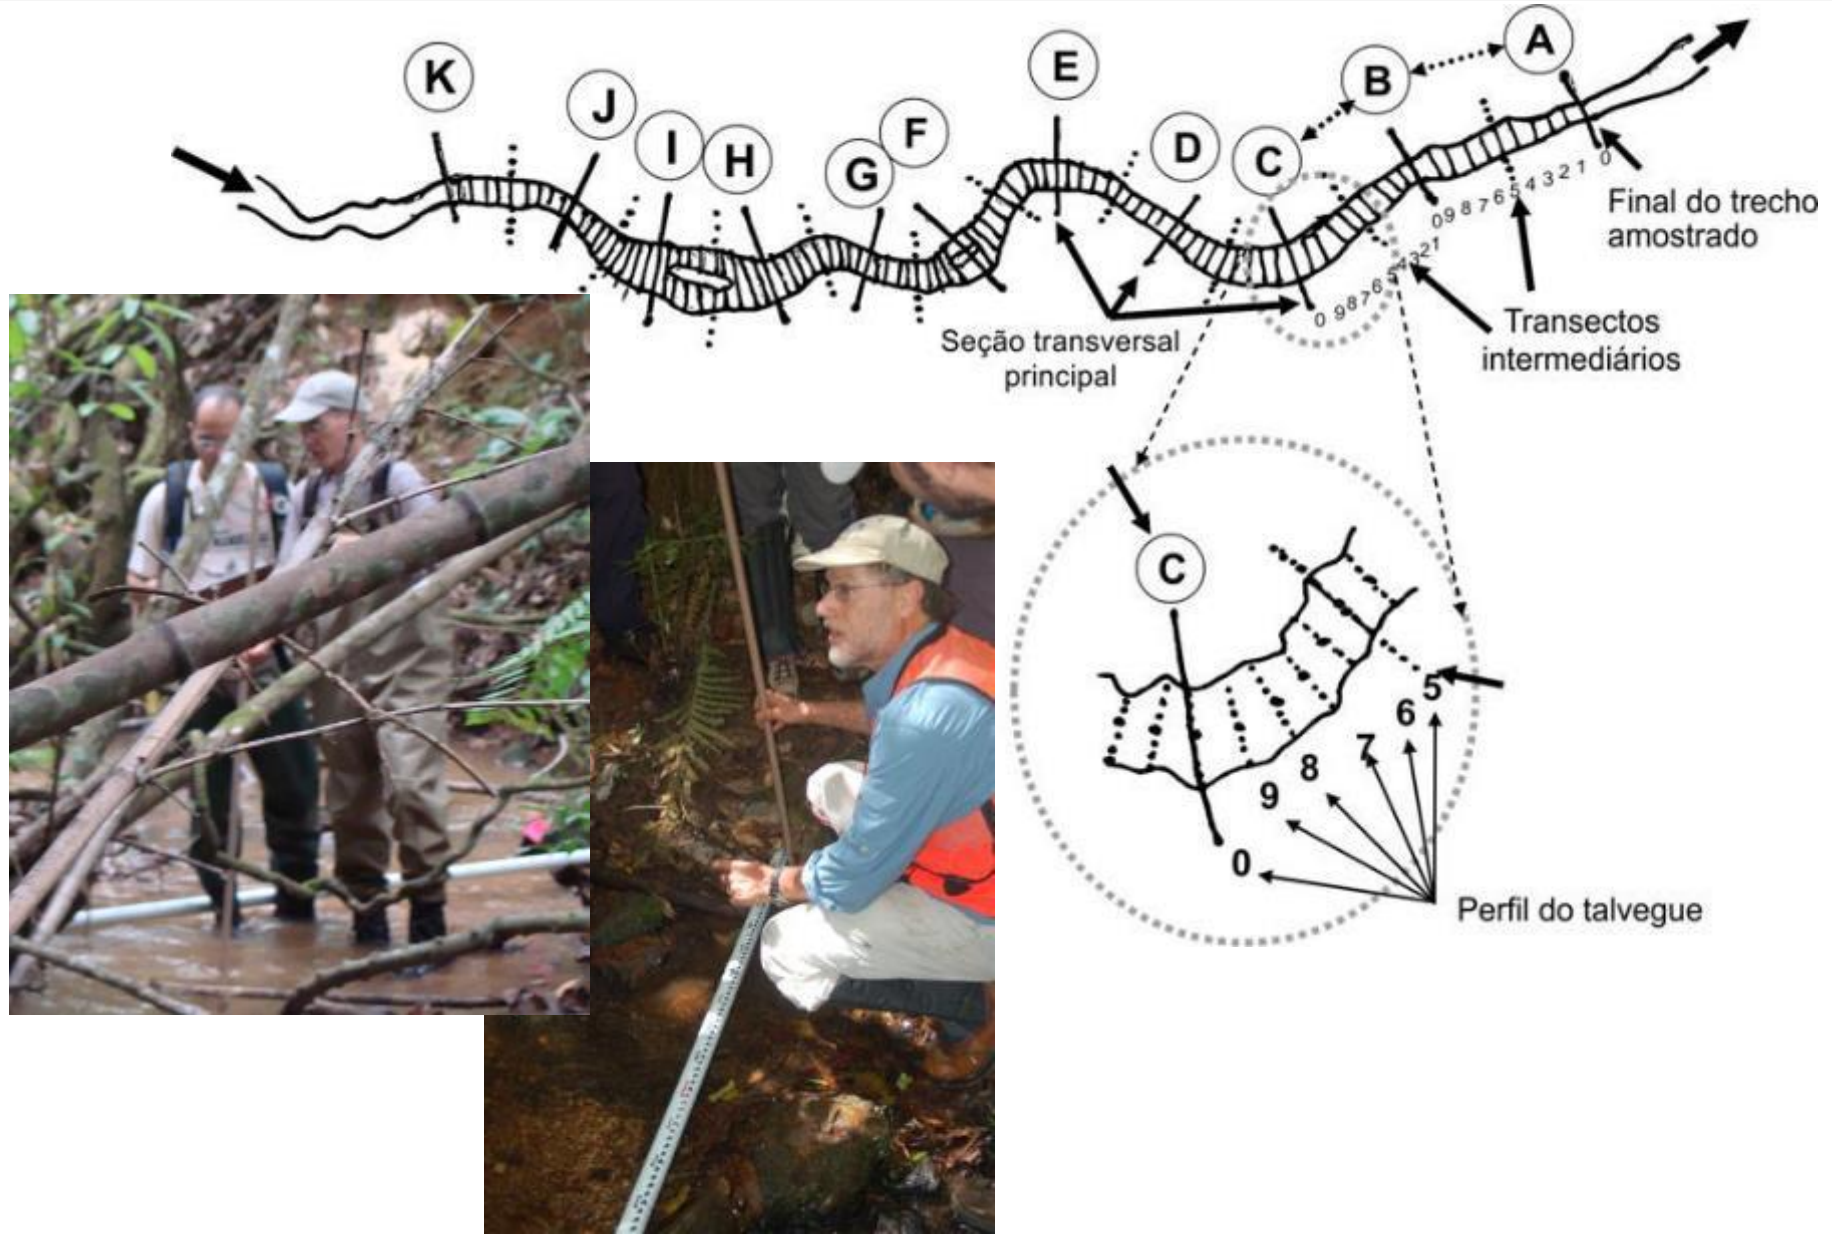 K
J
I
H
G
F
E
D
C
B
A
0 9 8 7 6 5 4 3 2 1 0
0 9 8 7 6 5 4 3 2 1
Final do trecho
amostrado
Transectos
intermediários
Seção transversal
principal
C
5
6
7
8
9
0
Perfil do talvegue